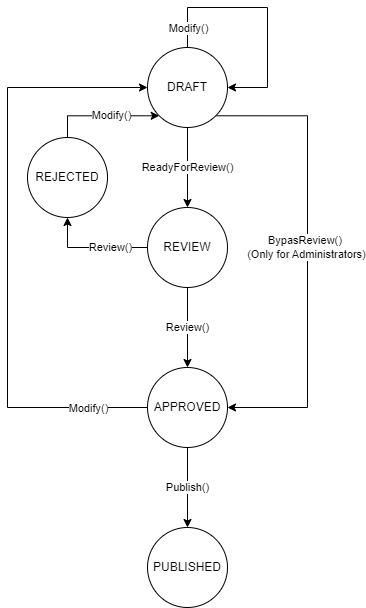 Modify()
DRAFT
Modify()
ReadyForReview()
REJECTED
BypasReview()
(Only for Administrators)
Review()
REVIEW
Review()
Modify()
APPROVED
Publish()
PUBLISHED